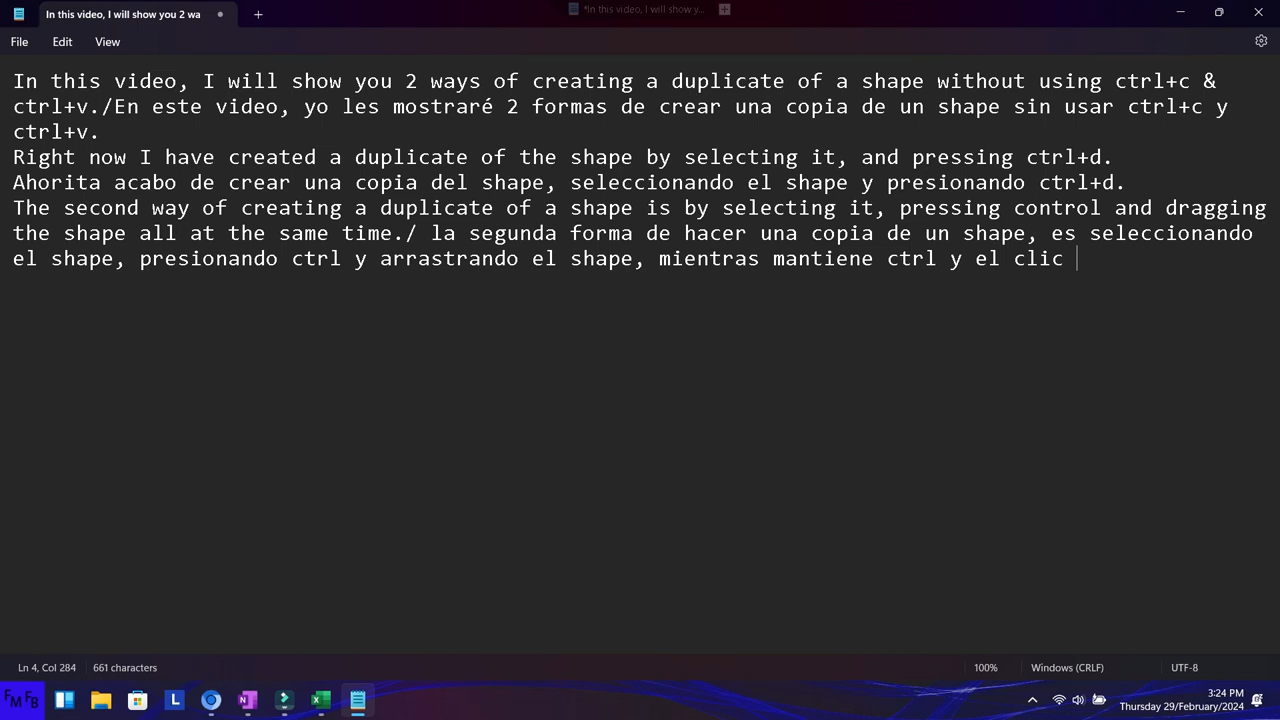 In this video, I will show you 2 wa
*In this video, I will show y...
File Edit View
In this video, I will show you 2 ways of creating a duplicate of a shape without using ctrl+c &
ctrl+v./En este video, yo les mostraré 2 formas de crear una copia de un shape sin usar ctrl+c y
ctrl+v.
Right now I have created a duplicate of the shape by selecting it, and pressing ctrl+d.
Ahorita acabo de crear una copia del shape, seleccionando el shape y presionando ctrl+d.
The second way of creating a duplicate of a shape is by selecting it, pressing control and dragging
the shape all at the same time./ la segunda forma de hacer una copia de un shape, es seleccionando
el shape, presionando ctrl y arrastrando el shape, mientras mantiene ctrl y el clic
Ln 4, Col 284 661 characters 100% Windows (CRLF) UTF-8
FM FB
L
N
X
3:24 PM
Thursday 29/February/2024